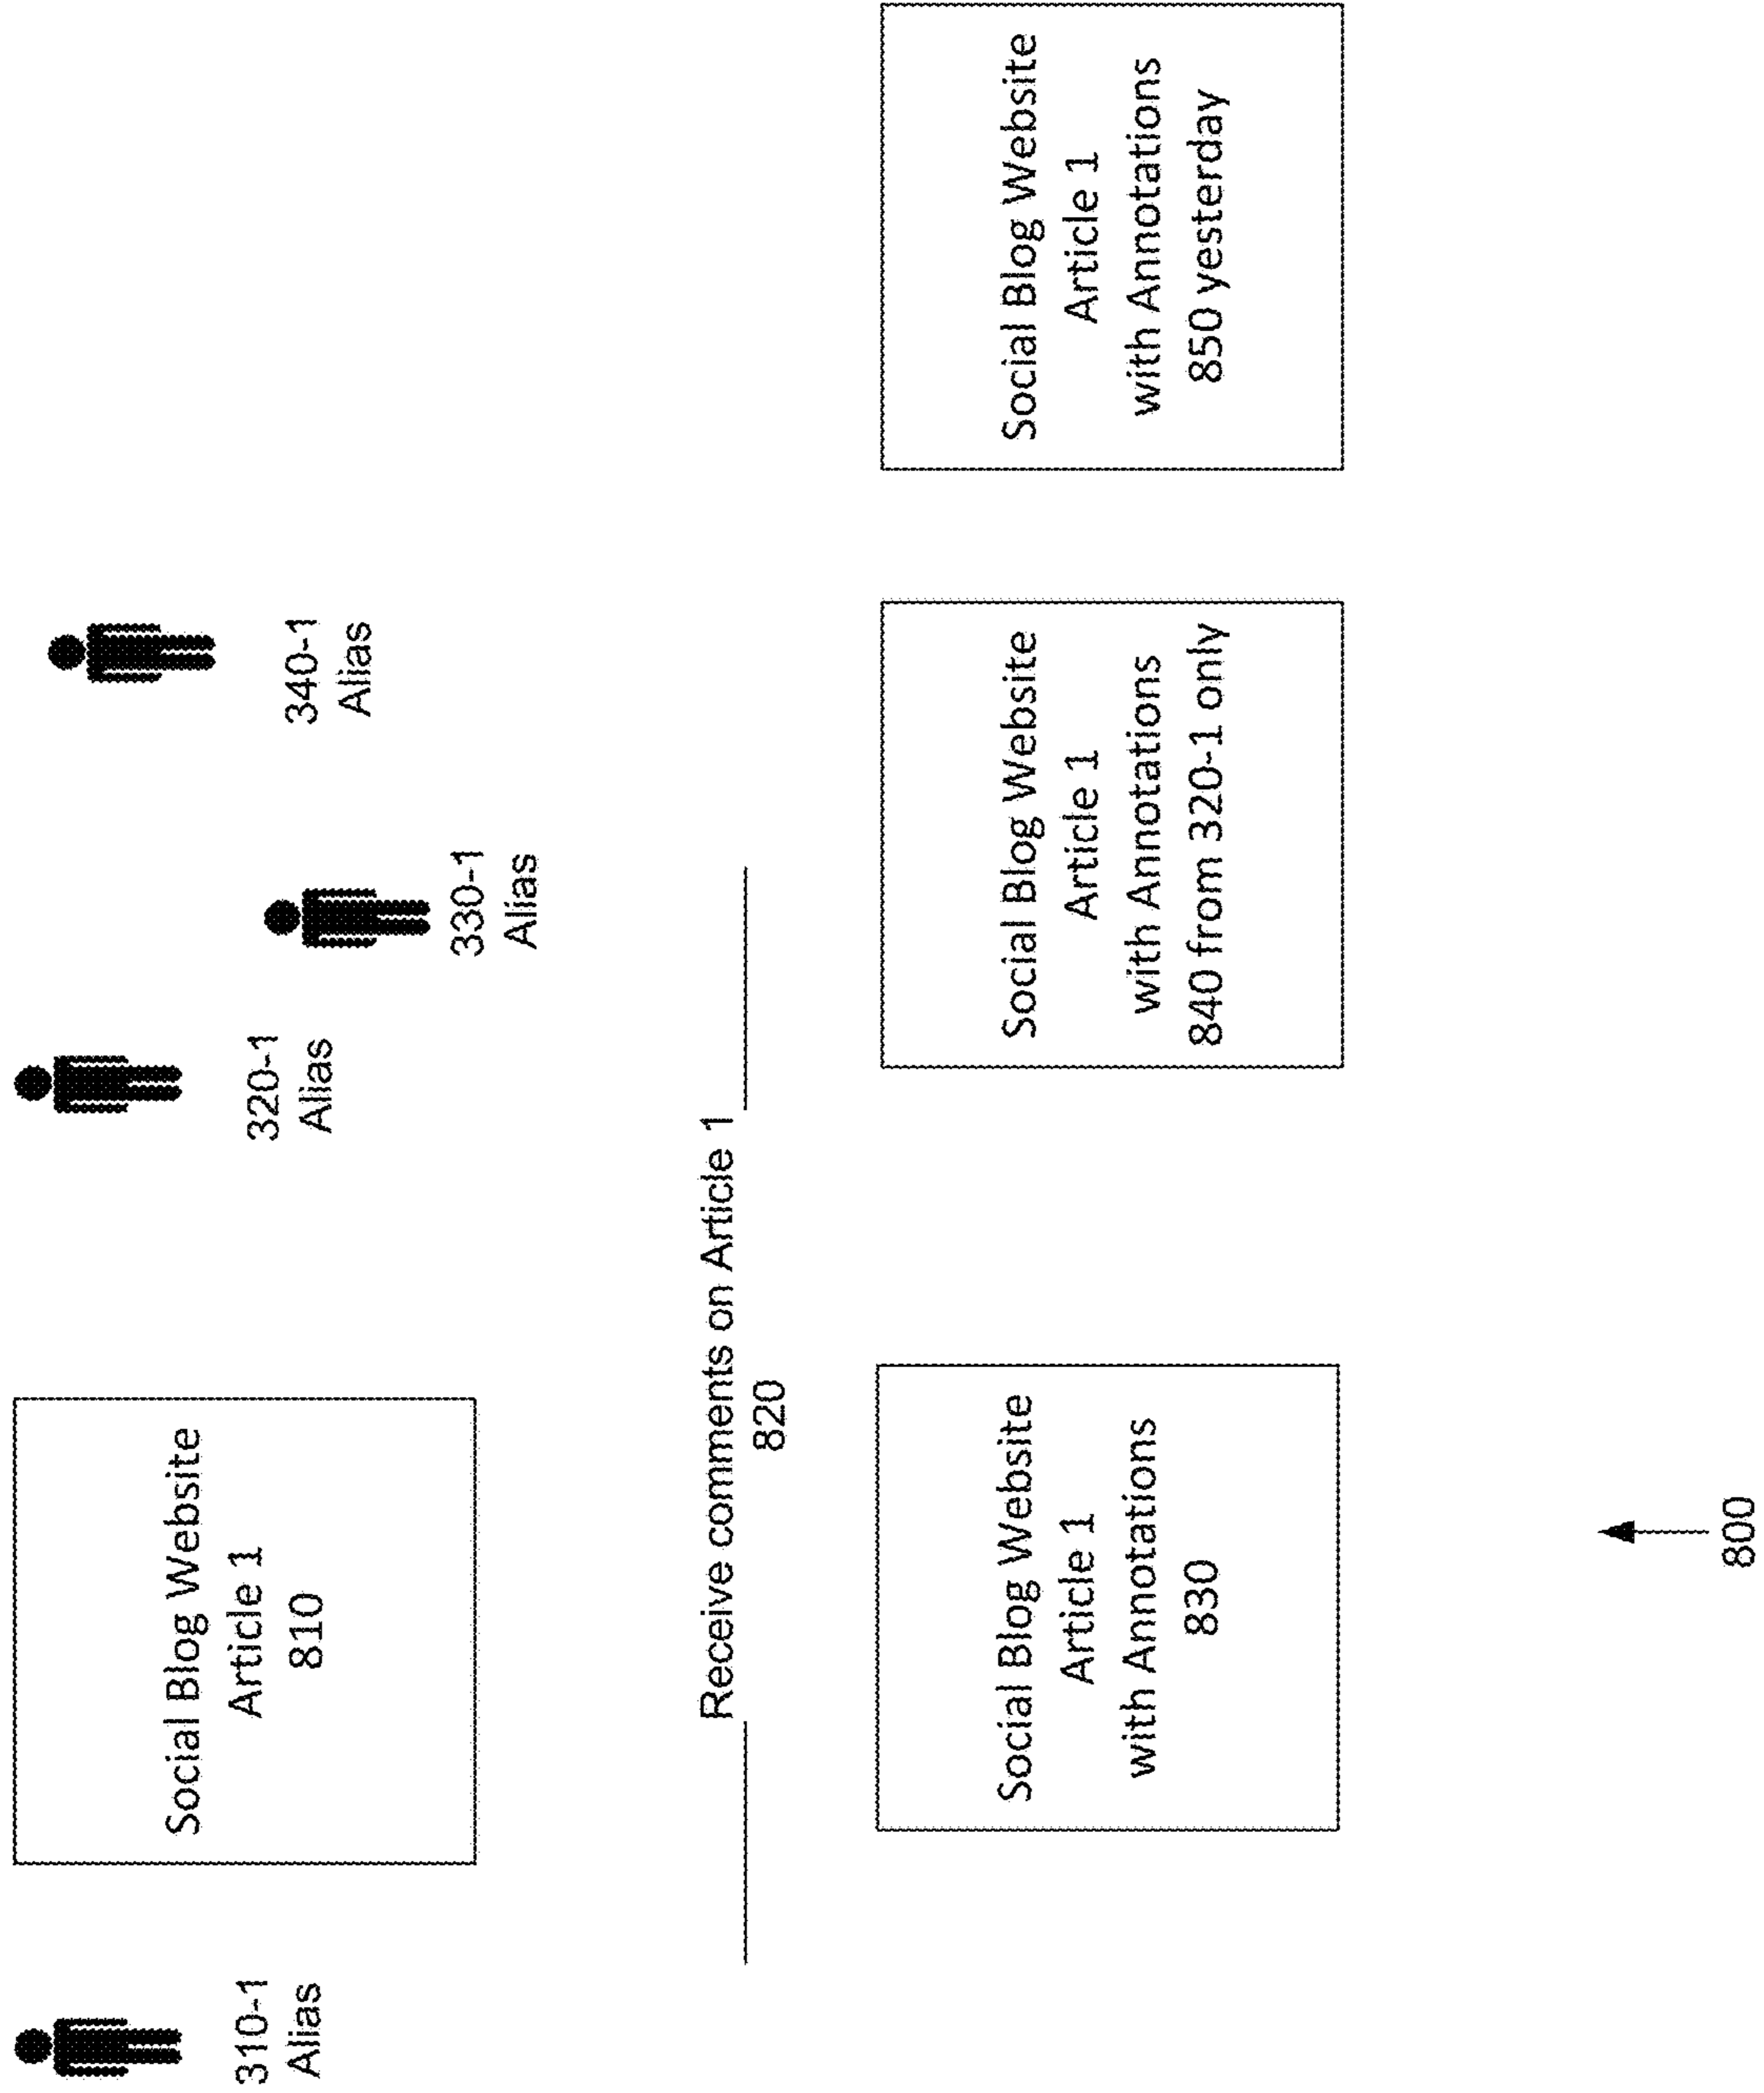 310-1
Alias
Social Blog Website
Article 1
810
320-1
Alias
330-1
Alias
340-1
Alias
Receive comments on Article 1
820
Social Blog Website
Article 1
with Annotations
830
Social Blog Website
Article 1
with Annotations
840 from 320-1 only
Social Blog Website
Article 1
with Annotations
850 yesterday
800